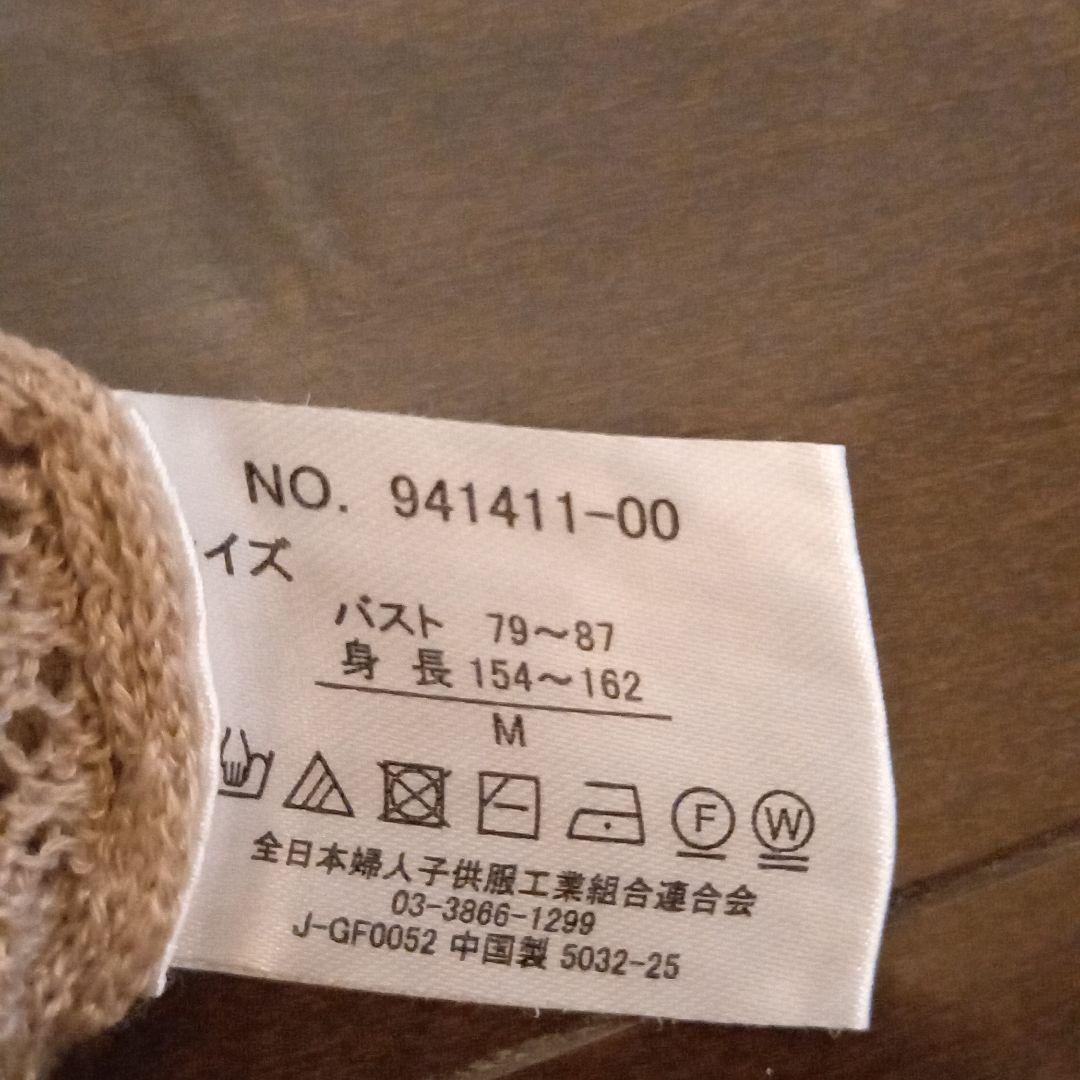 NO. 941411-00
イズ
バスト 79～87
身 長 154～162
M
F W
全日本婦人子供服工業組合連合会
03-3866-1299
J-GF0052 中国製 5032-25